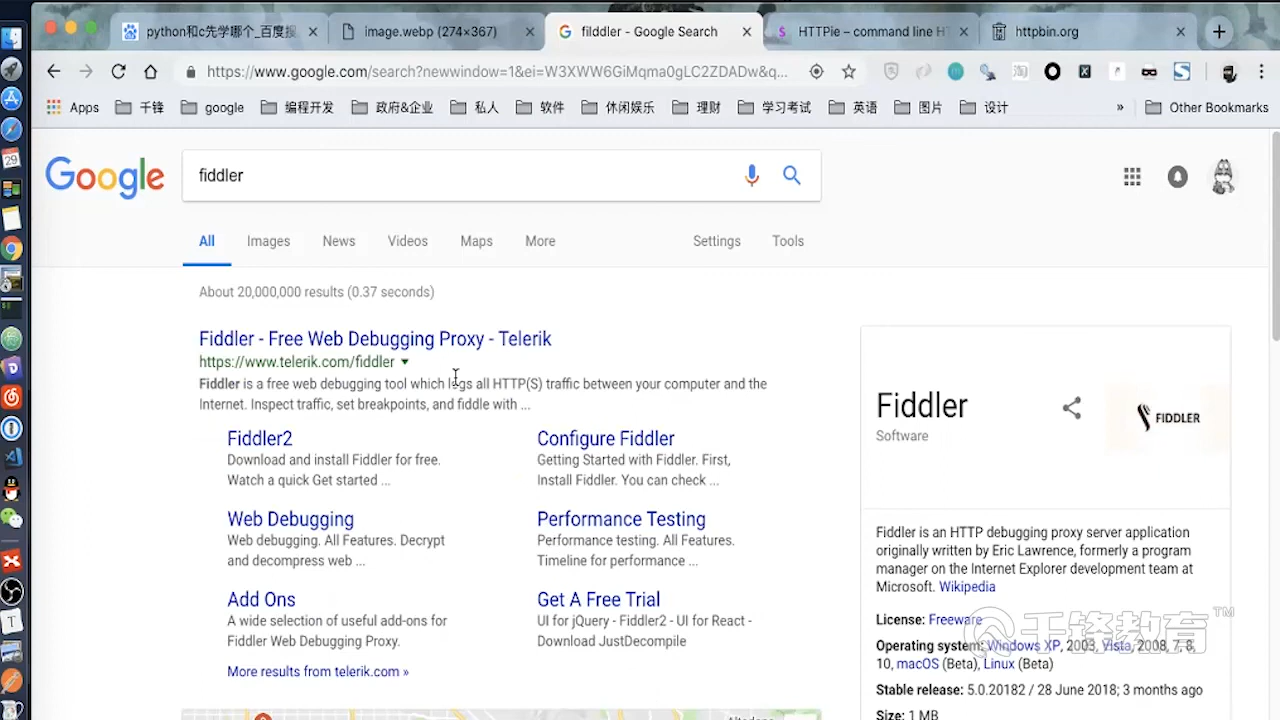 python和c先学哪个_百度搜
image.webp (274×367)
filddler - Google Search
HTTPie – command line HT
httpbin.org
https://www.google.com/search?newwindow=1&ei=W3XWW6GiMqma0gLC2ZDADw&q...
Apps
千锋
google
编程开发
政府&企业
私人
软件
休闲娱乐
理财
学习考试
英语
图片
设计
»
Other Bookmarks
29
Google
fiddler
All
Images
News
Videos
Maps
More
Settings
Tools
About 20,000,000 results (0.37 seconds)
Fiddler - Free Web Debugging Proxy - Telerik
https://www.telerik.com/fiddler
Fiddler is a free web debugging tool which logs all HTTP(S) traffic between your computer and the
Internet. Inspect traffic, set breakpoints, and fiddle with ...
Fiddler2
Download and install Fiddler for free.
Watch a quick Get started ...
Configure Fiddler
Getting Started with Fiddler. First,
Install Fiddler. You can check ...
Web Debugging
Web debugging. All Features. Decrypt
and decompress web ...
Performance Testing
Performance testing. All Features.
Timeline for performance ...
Add Ons
A wide selection of useful add-ons for
Fiddler Web Debugging Proxy.
Get A Free Trial
UI for jQuery - Fiddler2 - UI for React -
Download JustDecompile
More results from telerik.com »
Fiddler
Software
FIDDLER
Fiddler is an HTTP debugging proxy server application
originally written by Eric Lawrence, formerly a program
manager on the Internet Explorer development team at
Microsoft. Wikipedia
License: Freeware
Operating system: Windows XP, 2003, Vista, 2008, 7, 8,
10, macOS (Beta), Linux (Beta)
Stable release: 5.0.20182 / 28 June 2018; 3 months ago
Size: 1 MB
千锋教育™